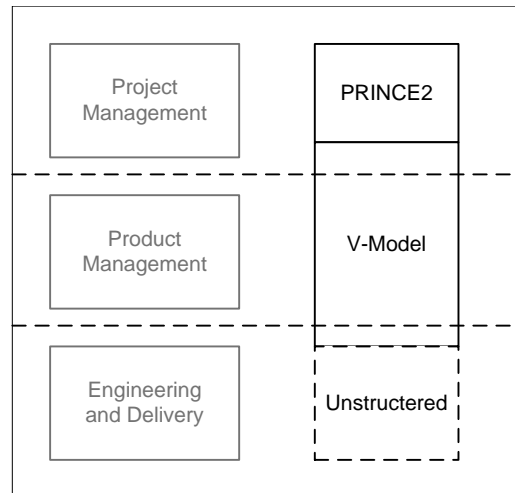 Project
Management
PRINCE2
Product
Management
V-Model
Engineering
and Delivery
Unstructered